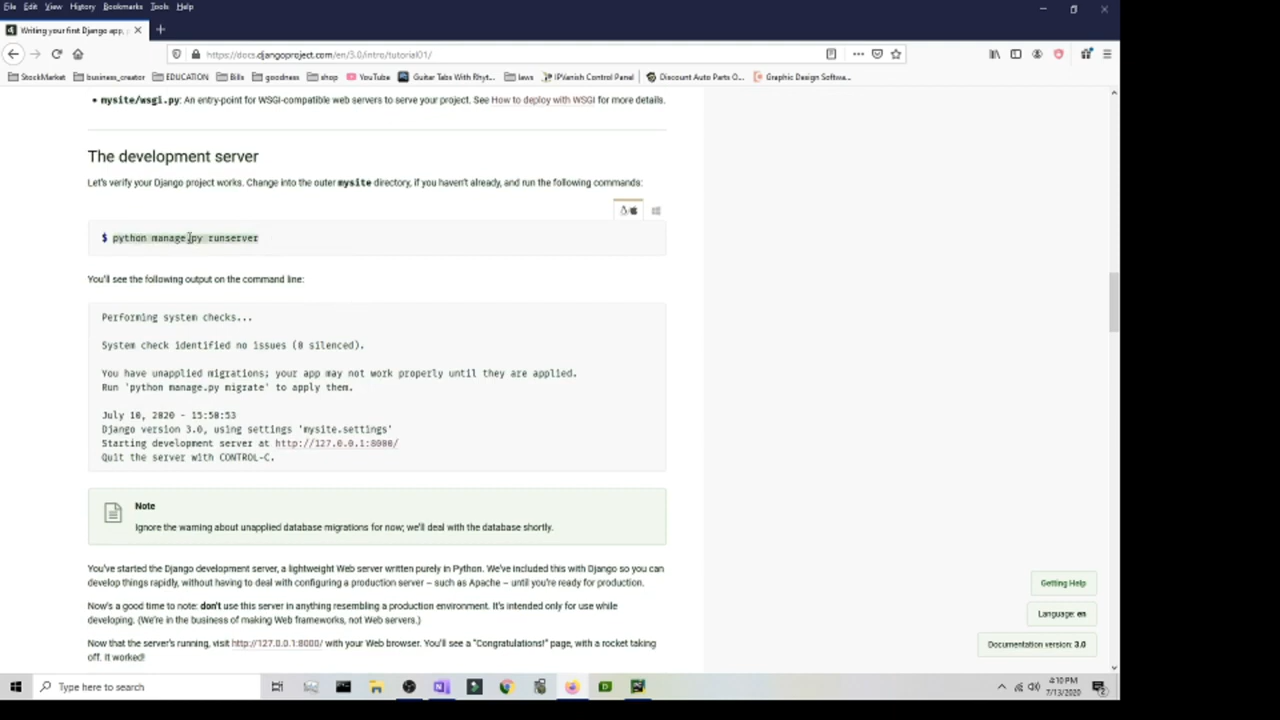 File Edit View History Bookmarks Tools Help
Writing your first Django app, p
https://docs.djangoproject.com/en/3.0/intro/tutorial01/
StockMarket business_creator EDUCATION Bills goodness shop YouTube Guitar Tabs With Rhyt... laws IPVanish Control Panel Discount Auto Parts O... Graphic Design Softwa...
• mysite/wsgi.py: An entry-point for WSGI-compatible web servers to serve your project. See How to deploy with WSGI for more details.
The development server
Let's verify your Django project works. Change into the outer mysite directory, if you haven't already, and run the following commands:
$ python manage.py runserver
You'll see the following output on the command line:
Performing system checks...
System check identified no issues (0 silenced).
You have unapplied migrations; your app may not work properly until they are applied.
Run 'python manage.py migrate' to apply them.
July 10, 2020 - 15:50:53
Django version 3.0, using settings 'mysite.settings'
Starting development server at http://127.0.0.1:8000/
Quit the server with CONTROL-C.
Note
Ignore the warning about unapplied database migrations for now; we'll deal with the database shortly.
You've started the Django development server, a lightweight Web server written purely in Python. We've included this with Django so you can
develop things rapidly, without having to deal with configuring a production server – such as Apache – until you're ready for production.
Now's a good time to note: don't use this server in anything resembling a production environment. It's intended only for use while
developing. (We're in the business of making Web frameworks, not Web servers.)
Now that the server's running, visit http://127.0.0.1:8000/ with your Web browser. You'll see a "Congratulations!" page, with a rocket taking
off. It worked!
Getting Help
Language: en
Documentation version: 3.0
Type here to search
4:10 PM
7/13/2020